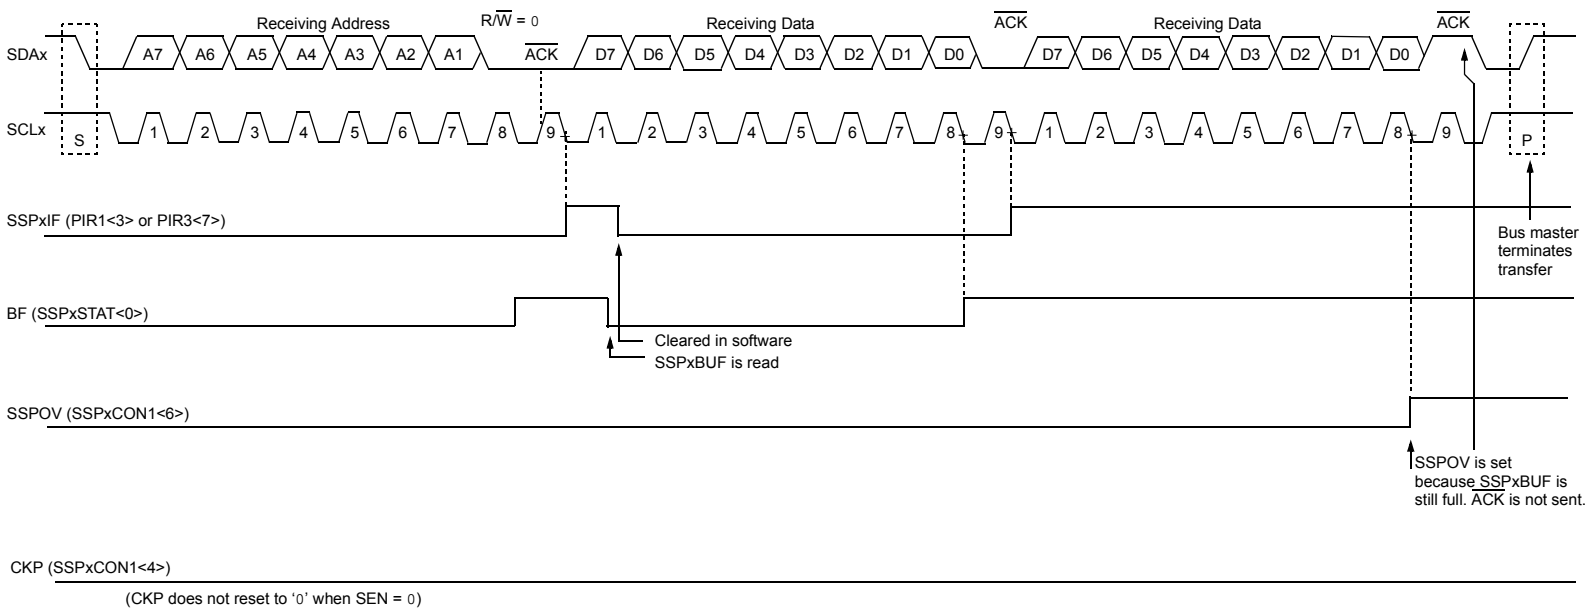 Receiving Address R/W = 0 Receiving Data ACK Receiving Data ACK
SDAx A7 A6 A5 A4 A3 A2 A1 ACK D7 D6 D5 D4 D3 D2 D1 D0 D7 D6 D5 D4 D3 D2 D1 D0
SCLx S 1 2 3 4 5 6 7 8 9 1 2 3 4 5 6 7 8 9 1 2 3 4 5 6 7 8 9 P
SSPxIF (PIR1<3> or PIR3<7>)
Bus master
terminates
transfer
BF (SSPxSTAT<0>)
Cleared in software
SSPxBUF is read
SSPOV (SSPxCON1<6>)
SSPOV is set
because SSPxBUF is
still full. ACK is not sent.
CKP (SSPxCON1<4>)
(CKP does not reset to ‘0’ when SEN = 0)